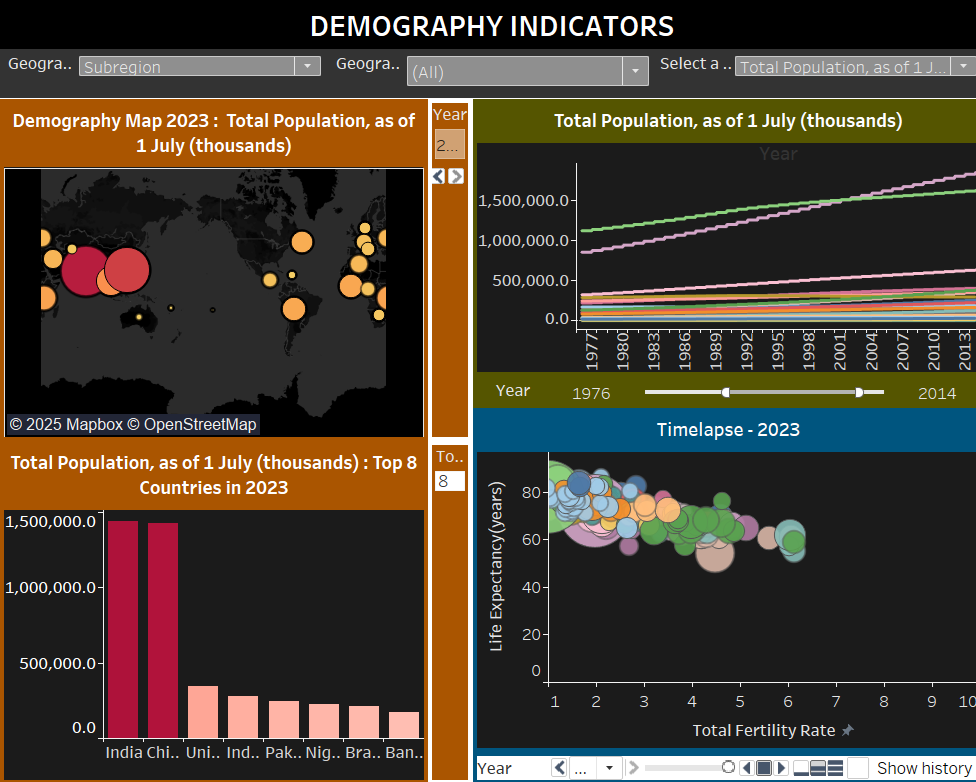 DEMOGRAPHY INDICATORS
Geogra..
Subregion
Geogra..
(All)
Select a ..
Total Population, as of 1 J...
Demography Map 2023 : Total Population, as of
1 July (thousands)
© 2025 Mapbox © OpenStreetMap
Year
2...
Total Population, as of 1 July (thousands)
Year
1,500,000.0
1,000,000.0
500,000.0
0.0
1977
1980
1983
1986
1989
1992
1995
1998
2001
2004
2007
2010
2013
Year
1976
2014
Total Population, as of 1 July (thousands) : Top 8
Countries in 2023
1,500,000.0
1,000,000.0
500,000.0
0.0
India Chi.. Uni.. Ind.. Pak.. Nig.. Bra.. Ban..
To..
8
Timelapse - 2023
Life Expectancy(years)
80
60
40
20
0
1 2 3 4 5 6 7 8 9 10
Total Fertility Rate
Year
...
Show history